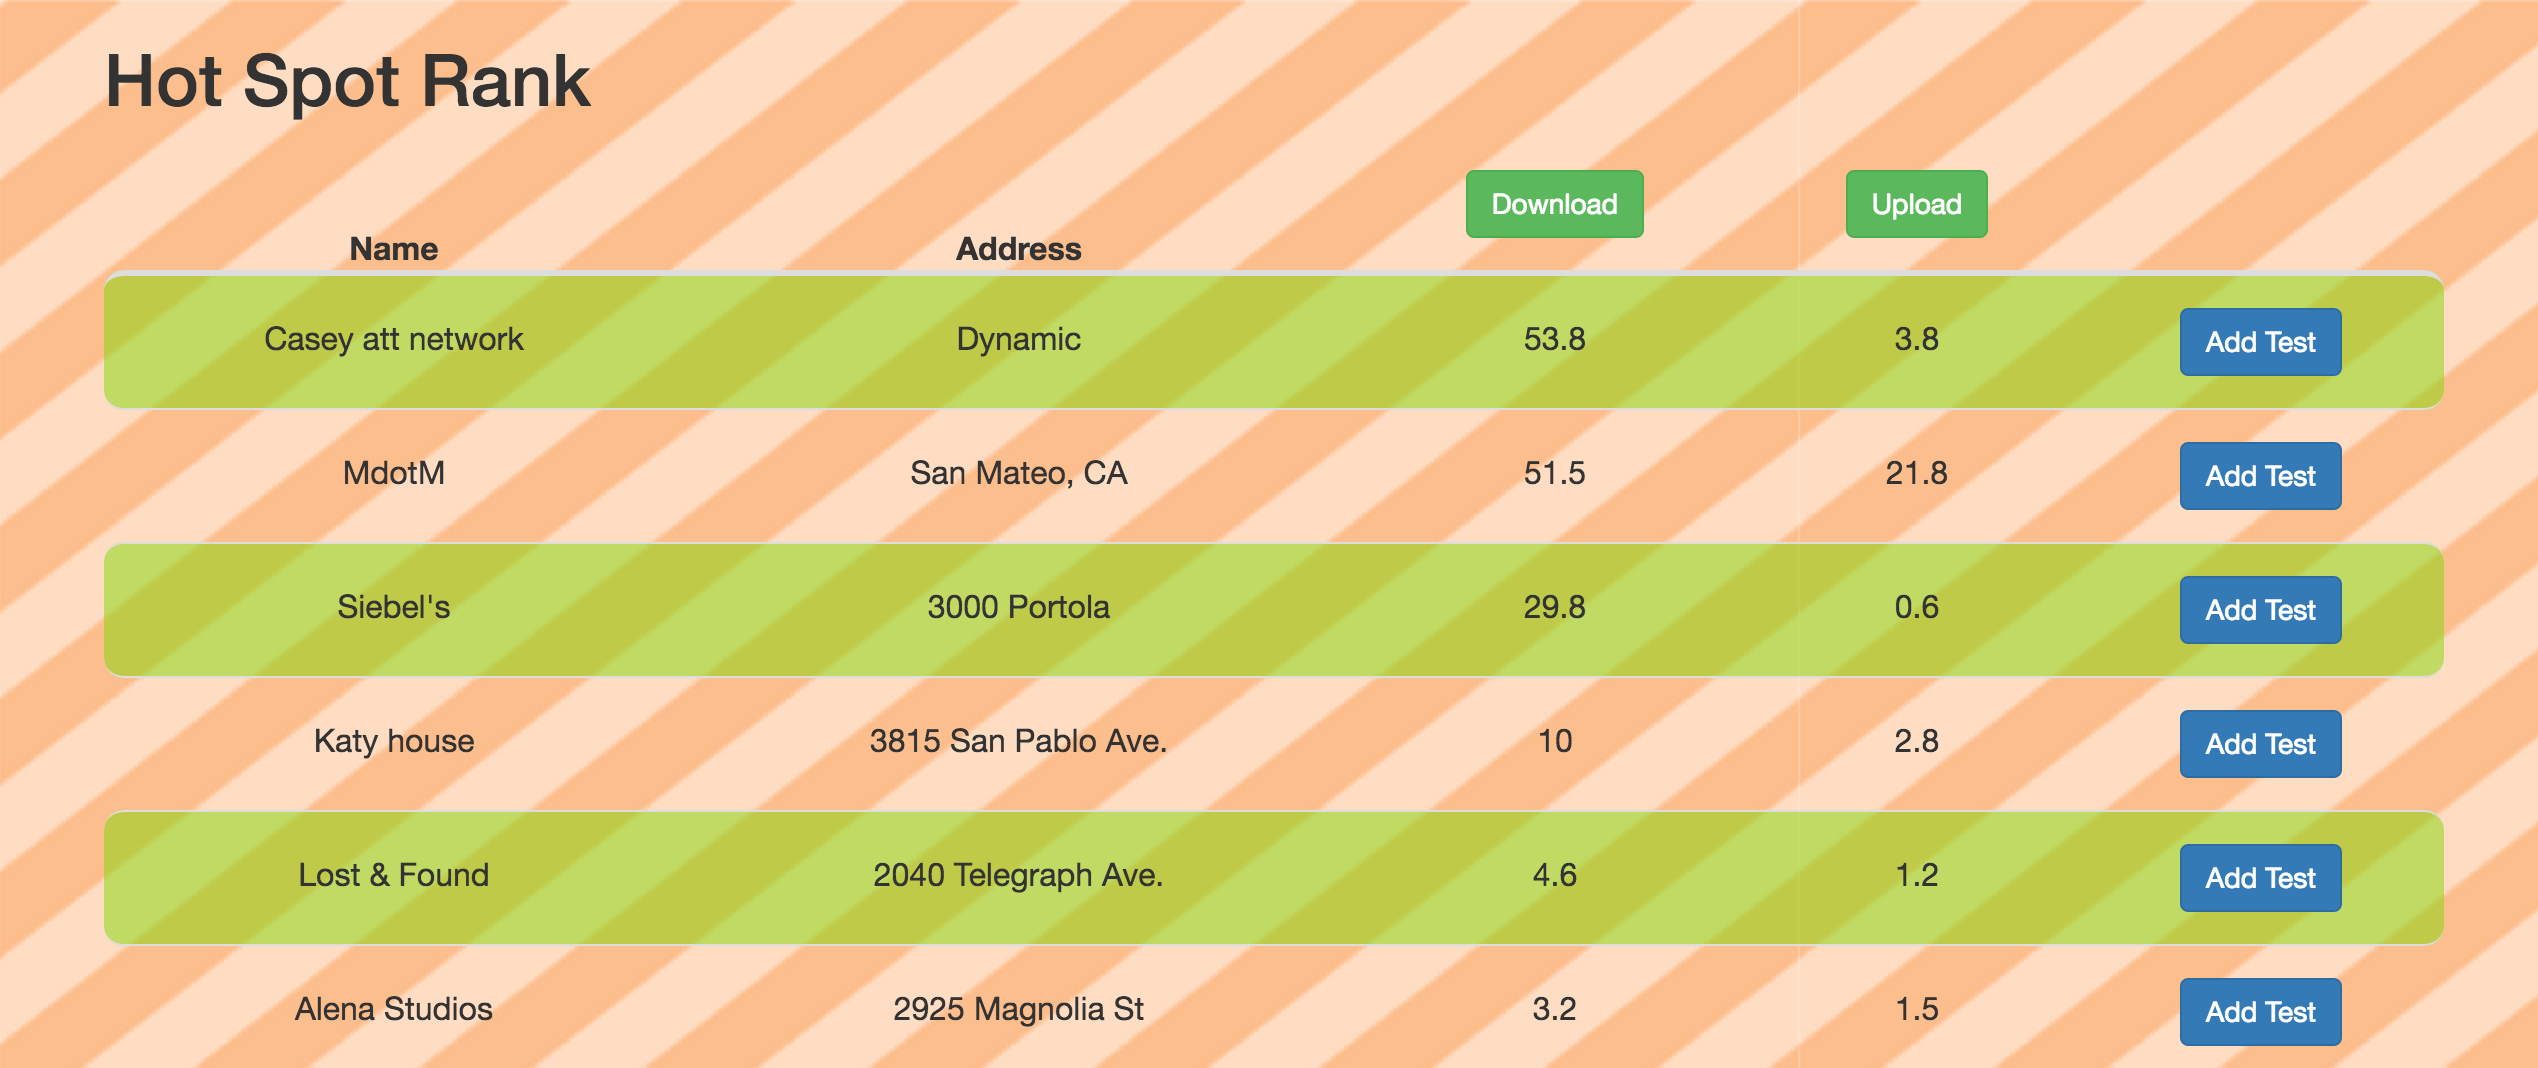 Hot Spot Rank
Name Address Download Upload
Casey att network Dynamic 53.8 3.8 Add Test
MdotM San Mateo, CA 51.5 21.8 Add Test
Siebel's 3000 Portola 29.8 0.6 Add Test
Katy house 3815 San Pablo Ave. 10 2.8 Add Test
Lost & Found 2040 Telegraph Ave. 4.6 1.2 Add Test
Alena Studios 2925 Magnolia St 3.2 1.5 Add Test